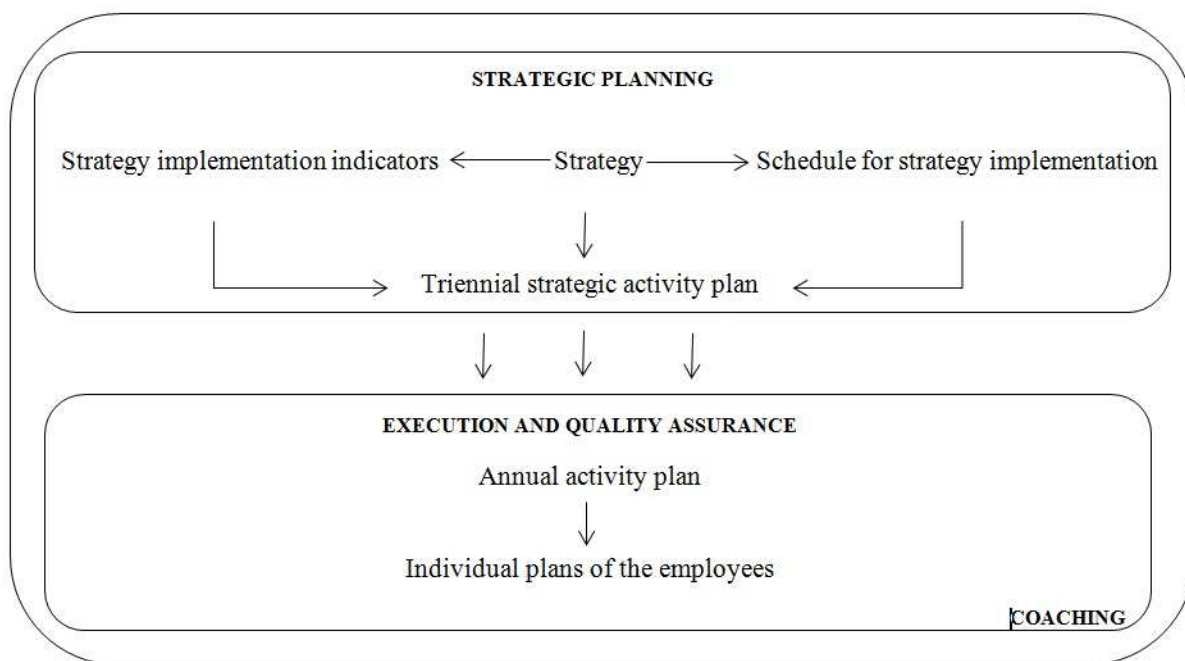 STRATEGIC PLANNING
Strategy implementation indicators
Strategy
Schedule for strategy implementation
Triennial strategic activity plan
EXECUTION AND QUALITY ASSURANCE
Annual activity plan
Individual plans of the employees
COACHING